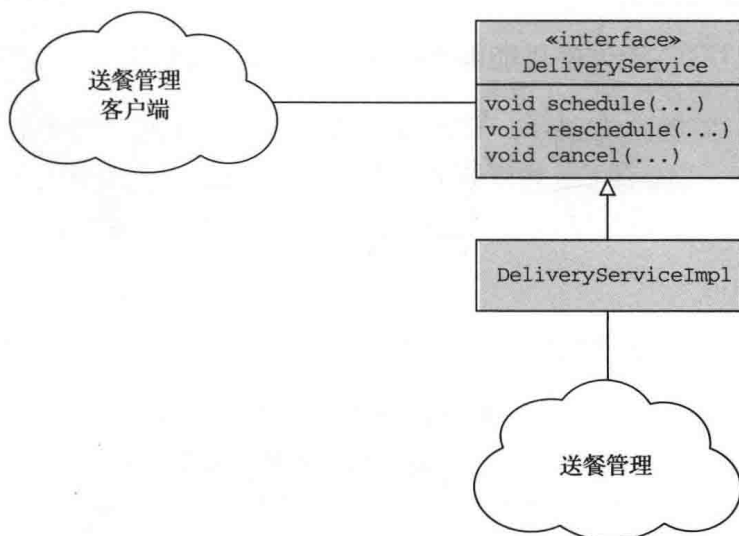 送餐管理
客户端
«interface»
DeliveryService
void schedule(...)
void reschedule(...)
void cancel(...)
DeliveryServiceImpl
送餐管理